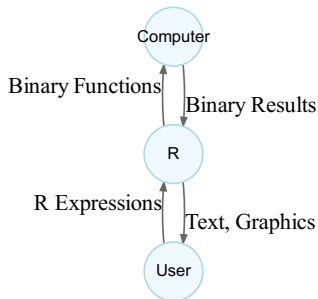 Computer
Binary Functions
Binary Results
R
R Expressions
Text, Graphics
User